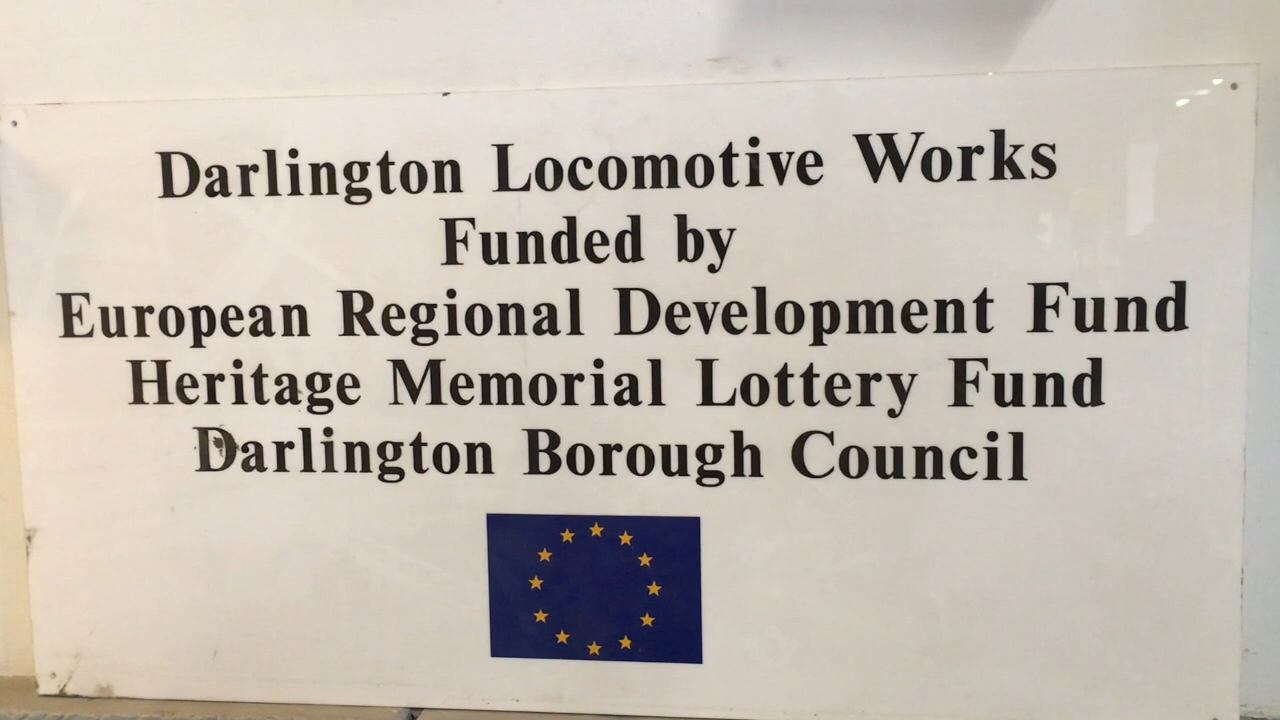 Darlington Locomotive Works
Funded by
European Regional Development Fund
Heritage Memorial Lottery Fund
Darlington Borough Council